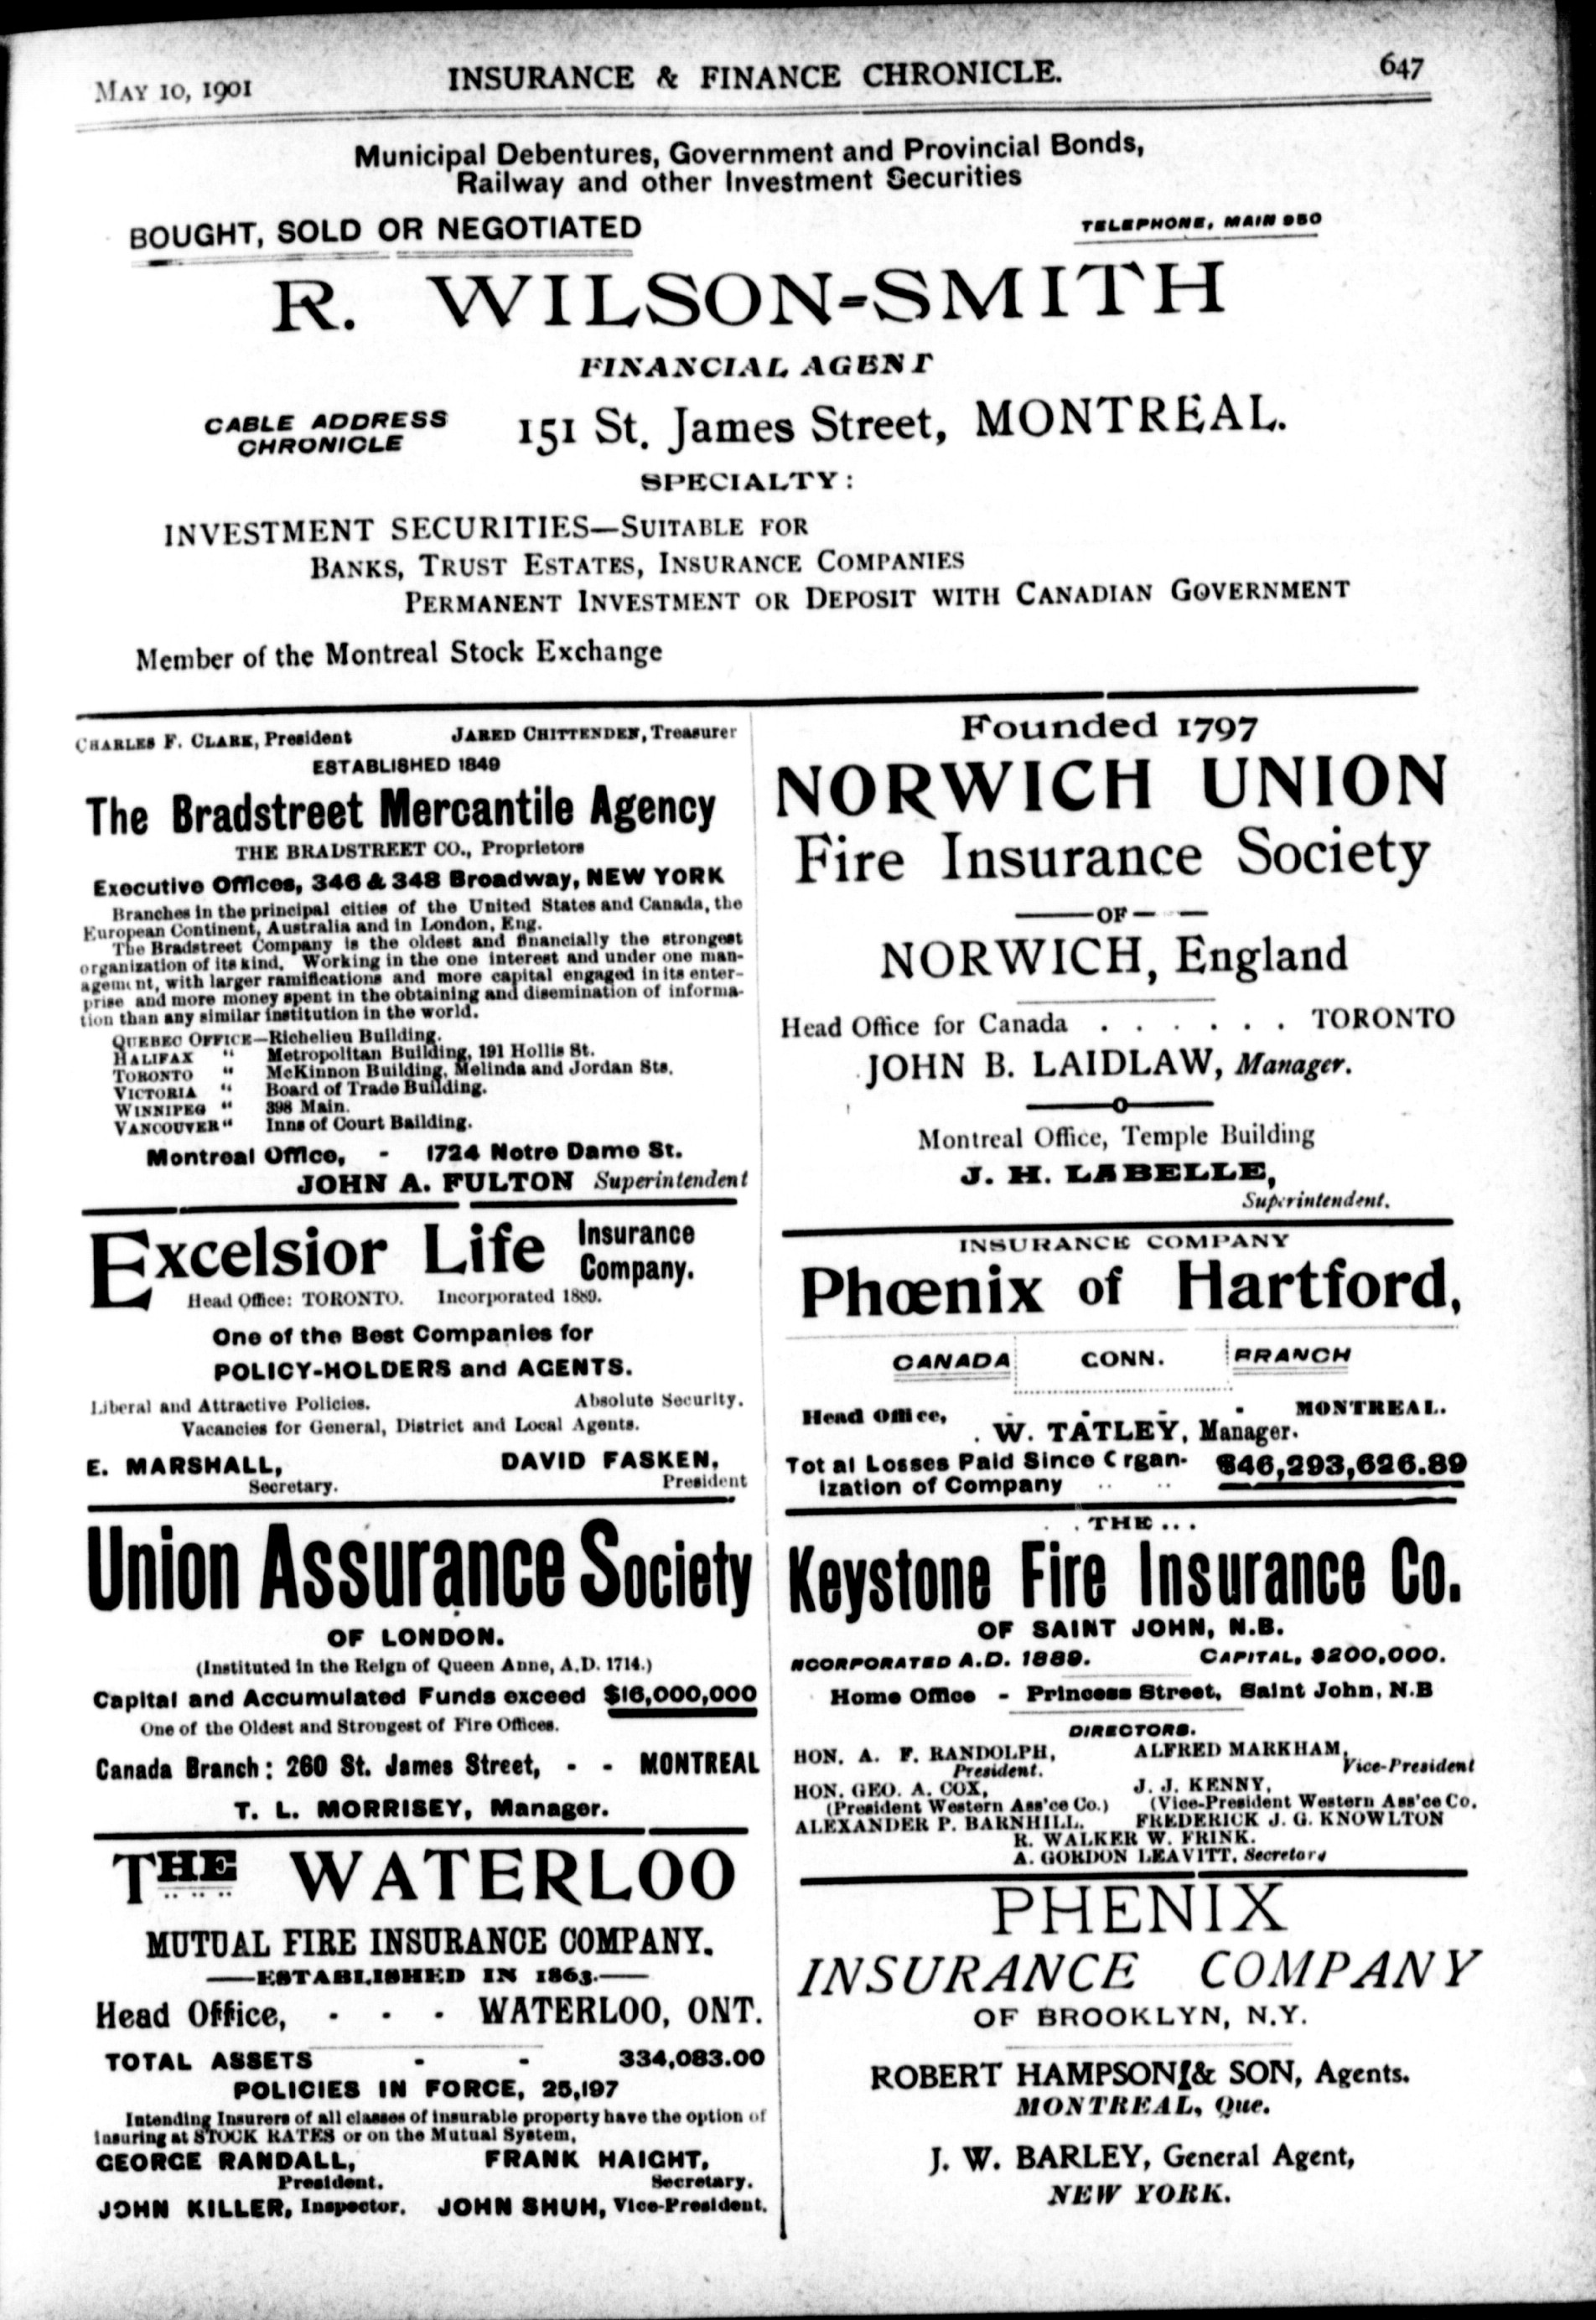 MAY 10, 1901
INSURANCE & FINANCE CHRONICLE.
647
Municipal Debentures, Government and Provincial Bonds,
Railway and other Investment Securities
BOUGHT, SOLD OR NEGOTIATED
TELEPHONE, MAIN 950
R. WILSON-SMITH
FINANCIAL AGENT
CABLE ADDRESS
CHRONICLE
151 St. James Street, MONTREAL.
SPECIALTY:
INVESTMENT SECURITIES—SUITABLE FOR
BANKS, TRUST ESTATES, INSURANCE COMPANIES
PERMANENT INVESTMENT OR DEPOSIT WITH CANADIAN GOVERNMENT
Member of the Montreal Stock Exchange
CHARLES F. CLARK, President JARED CHITTENDEN, Treasurer
ESTABLISHED 1849
The Bradstreet Mercantile Agency
THE BRADSTREET CO., Proprietors
Executive Offices, 346 & 348 Broadway, NEW YORK
Branches in the principal cities of the United States and Canada, the
European Continent, Australia and in London, Eng.
The Bradstreet Company is the oldest and financially the strongest
organization of its kind. Working in the one interest and under one man-
agement, with larger ramifications and more capital engaged in its enter-
prise and more money spent in the obtaining and disemination of informa-
tion than any similar institution in the world.
QUEBEC OFFICE—Richelieu Building.
HALIFAX " Metropolitan Building, 191 Hollis St.
TORONTO " McKinnon Building, Melinda and Jordan Sts.
VICTORIA " Board of Trade Building.
WINNIPEG " 398 Main.
VANCOUVER " Inns of Court Building.
Montreal Office, - 1724 Notre Dame St.
JOHN A. FULTON Superintendent
Excelsior Life Insurance
Company.
Head Office: TORONTO. Incorporated 1889.
One of the Best Companies for
POLICY-HOLDERS and AGENTS.
Liberal and Attractive Policies. Absolute Security.
Vacancies for General, District and Local Agents.
E. MARSHALL, DAVID FASKEN,
Secretary. President
Union Assurance Society
OF LONDON.
(Instituted in the Reign of Queen Anne, A.D. 1714.)
Capital and Accumulated Funds exceed $16,000,000
One of the Oldest and Strongest of Fire Offices.
Canada Branch: 260 St. James Street, - - MONTREAL
T. L. MORRISEY, Manager.
THE WATERLOO
MUTUAL FIRE INSURANCE COMPANY.
—ESTABLISHED IN 1863.—
Head Office, - - - WATERLOO, ONT.
TOTAL ASSETS - - 334,083.00
POLICIES IN FORCE, 25,197
Intending Insurers of all classes of insurable property have the option of
insuring at STOCK RATES or on the Mutual System,
GEORGE RANDALL, FRANK HAIGHT,
President. Secretary.
JOHN KILLER, Inspector. JOHN SHUH, Vice-President.
Founded 1797
NORWICH UNION
Fire Insurance Society
—OF—
NORWICH, England
Head Office for Canada . . . . . . TORONTO
JOHN B. LAIDLAW, Manager.
Montreal Office, Temple Building
J. H. LABELLE,
Superintendent.
INSURANCE COMPANY
Phœnix of Hartford,
CANADA CONN. BRANCH
Head Office, - - - - MONTREAL.
W. TATLEY, Manager.
Total Losses Paid Since Organ- $46,293,626.89
ization of Company .. ..
. . THE ...
Keystone Fire Insurance Co.
OF SAINT JOHN, N.B.
NCORPORATED A.D. 1889. CAPITAL, $200,000.
Home Office - Princess Street, Saint John, N.B
DIRECTORS.
HON. A. F. RANDOLPH, ALFRED MARKHAM,
President. Vice-President
HON. GEO. A. COX, J. J. KENNY,
(President Western Ass'ce Co.) (Vice-President Western Ass'ce Co.
ALEXANDER P. BARNHILL. FREDERICK J. G. KNOWLTON
R. WALKER W. FRINK.
A. GORDON LEAVITT, Secretary
PHENIX
INSURANCE COMPANY
OF BROOKLYN, N.Y.
ROBERT HAMPSON & SON, Agents.
MONTREAL, Que.
J. W. BARLEY, General Agent,
NEW YORK.